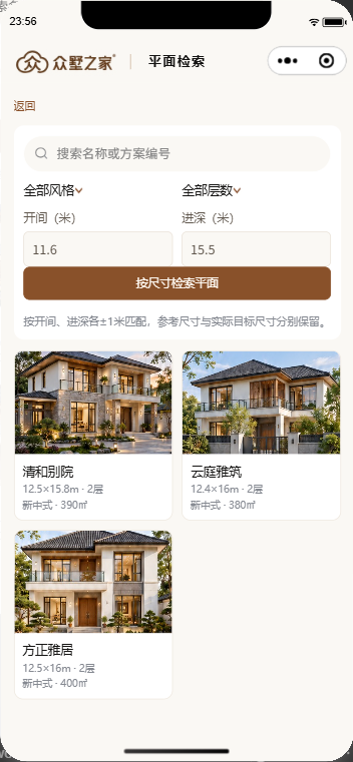 23:56
众墅之家
平面检索
返回
搜索名称或方案编号
全部风格
全部层数
开间（米）
进深（米）
11.6
15.5
按尺寸检索平面
按开间、进深各±1米匹配，参考尺寸与实际目标尺寸分别保留。
清和别院
12.5×15.8m · 2层
新中式 · 390㎡
云庭雅筑
12.4×16m · 2层
新中式 · 380㎡
方正雅居
12.5×16m · 2层
新中式 · 400㎡